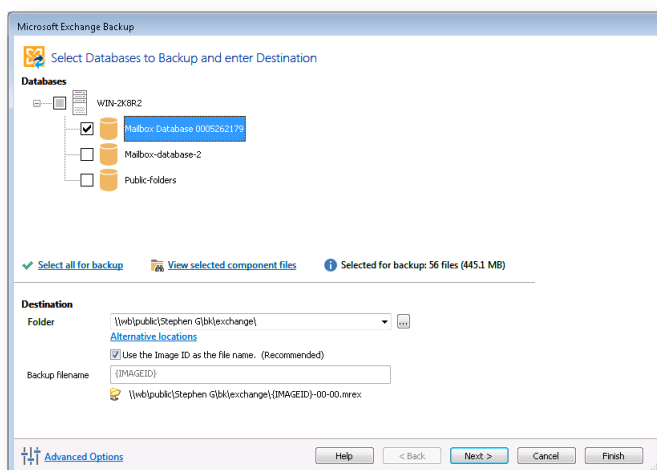 Microsoft Exchange Backup
Select Databases to Backup and enter Destination
Databases
WIN-2K8R2
Mailbox Database 0005262179
Mailbox-database-2
Public-folders
Select all for backup View selected component files Selected for backup: 56 files (445.1 MB)
Destination
Folder \\wb\public\Stephen G\bk\exchange\ ...
Alternative locations
Use the Image ID as the file name. (Recommended)
Backup filename {IMAGEID}
\\wb\public\Stephen G\bk\exchange\{IMAGEID}-00-00.mrex
Advanced Options Help < Back Next > Cancel Finish